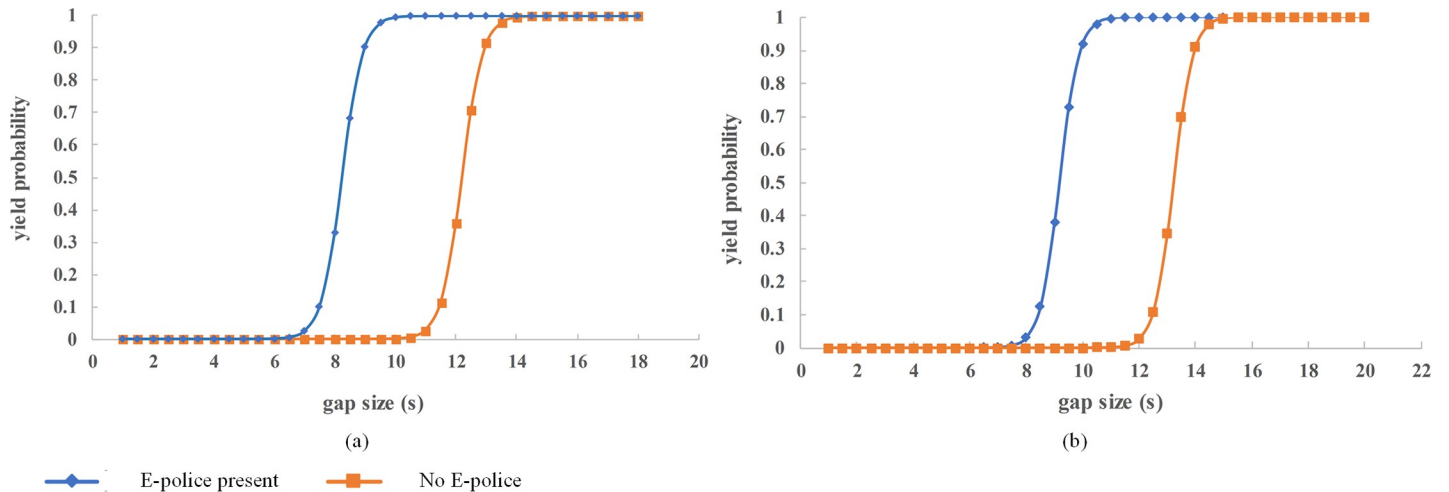 yield probability
1
0.9
0.8
0.7
0.6
0.5
0.4
0.3
0.2
0.1
0
0 2 4 6 8 10 12 14 16 18 20
gap size (s)
(a)
yield probability
1
0.9
0.8
0.7
0.6
0.5
0.4
0.3
0.2
0.1
0
0 2 4 6 8 10 12 14 16 18 20 22
gap size (s)
(b)
E-police present No E-police